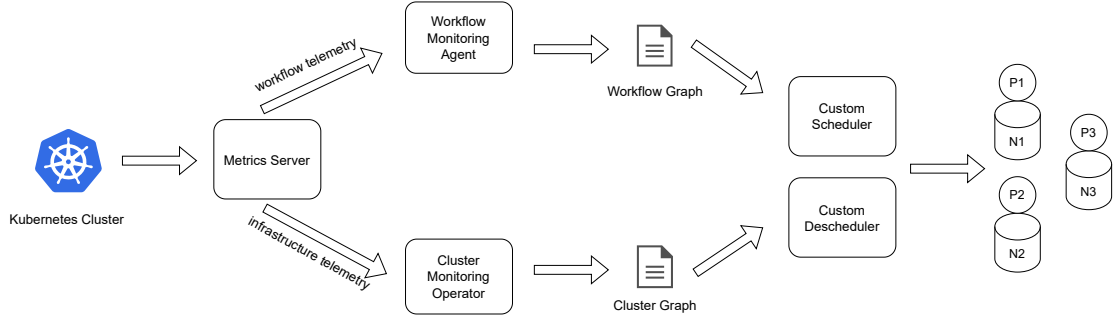 Kubernetes Cluster
Metrics Server
workflow telemetry
infrastructure telemetry
Workflow
Monitoring
Agent
Cluster
Monitoring
Operator
Workflow Graph
Cluster Graph
Custom
Scheduler
Custom
Descheduler
P1
N1
P2
N2
P3
N3